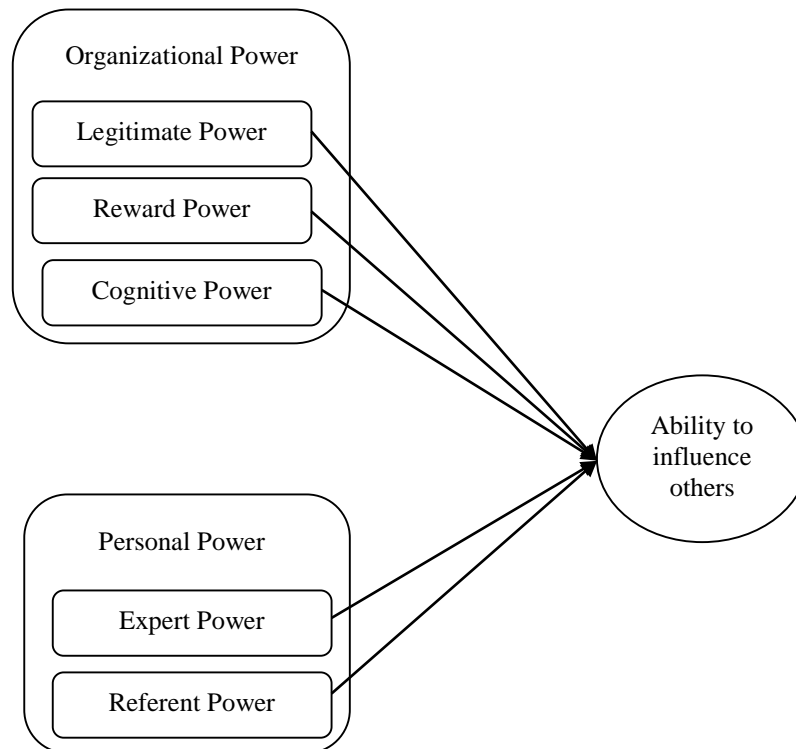 Organizational Power
Legitimate Power
Reward Power
Cognitive Power
Ability to
influence
others
Personal Power
Expert Power
Referent Power